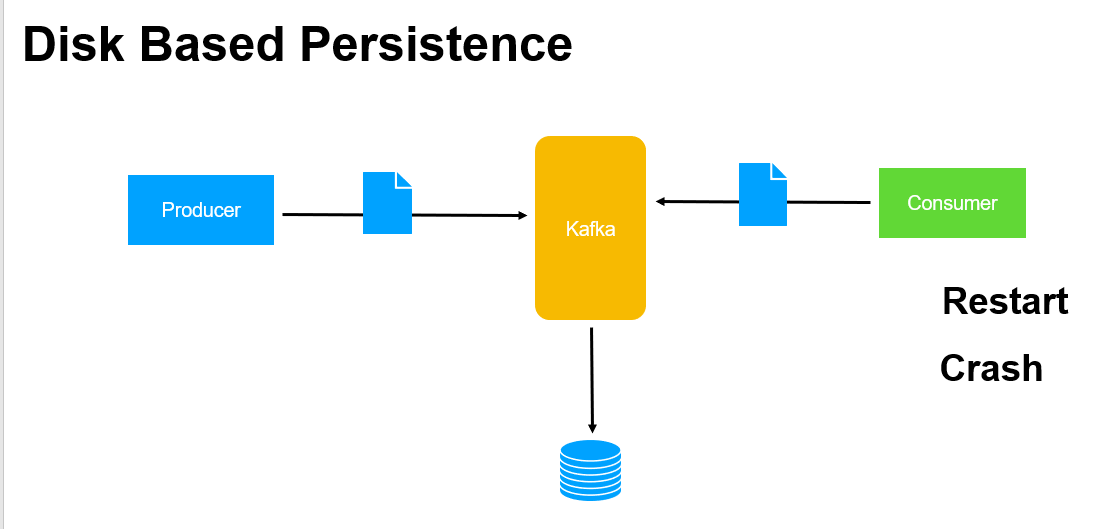 Disk Based Persistence
Producer
Kafka
Consumer
Restart
Crash